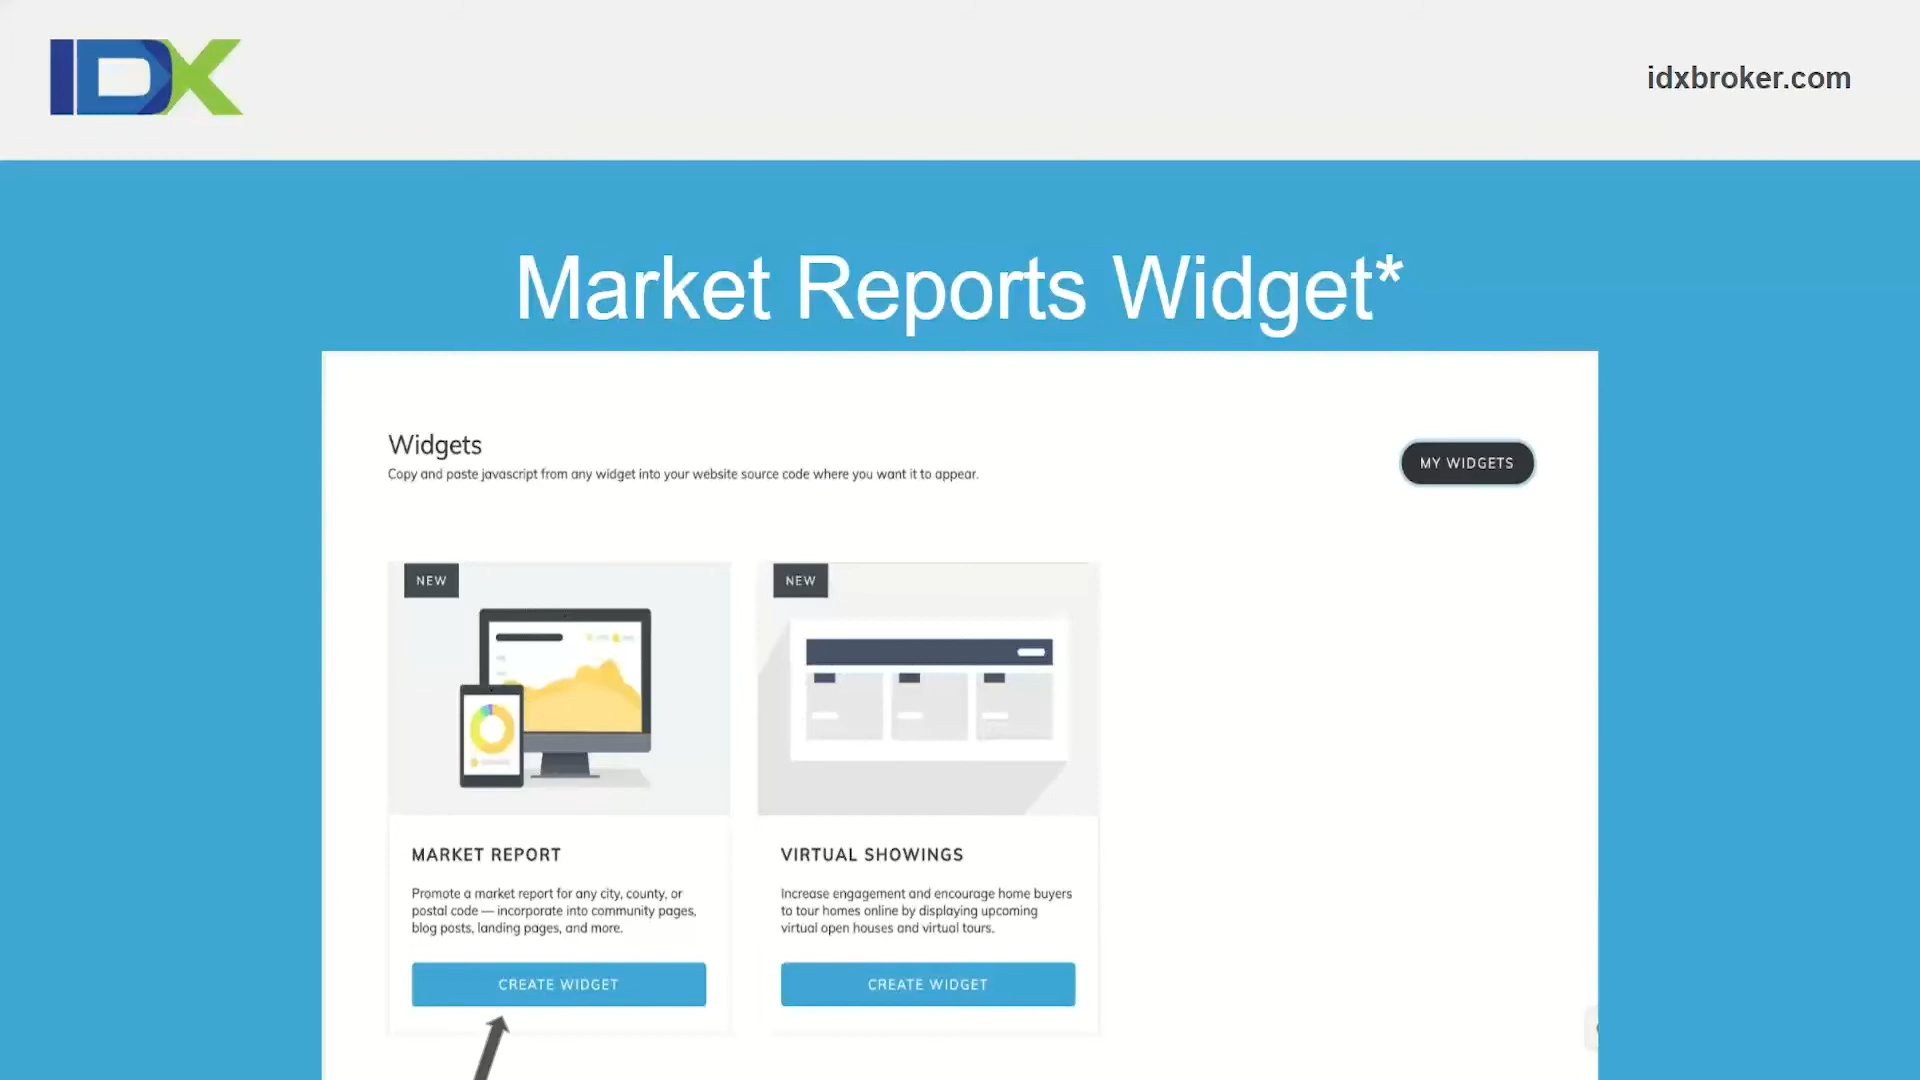 IDX
idxbroker.com
Market Reports Widget*
Widgets
Copy and paste javascript from any widget into your website source code where you want it to appear.
MY WIDGETS
NEW
MARKET REPORT
Promote a market report for any city, county, or
postal code — incorporate into community pages,
blog posts, landing pages, and more.
CREATE WIDGET
NEW
VIRTUAL SHOWINGS
Increase engagement and encourage home buyers
to tour homes online by displaying upcoming
virtual open houses and virtual tours.
CREATE WIDGET